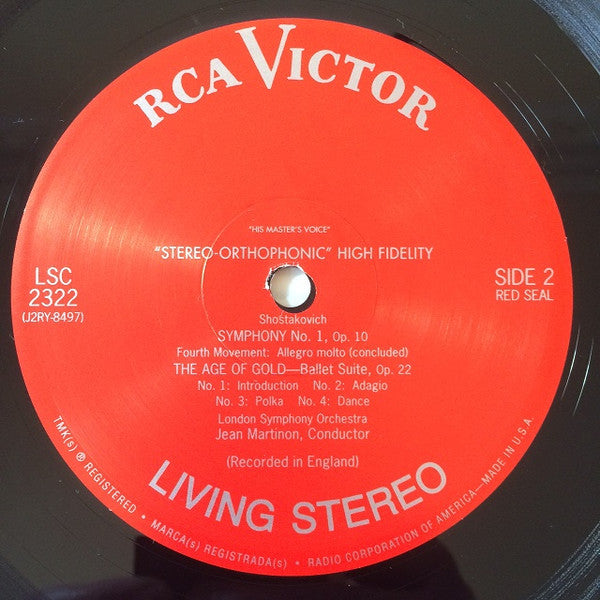 RCA VICTOR
"HIS MASTER'S VOICE"
"STEREO-ORTHOPHONIC" HIGH FIDELITY
LSC
2322
(J2RY-8497)
SIDE 2
RED SEAL
Shostakovich
SYMPHONY No. 1, Op. 10
Fourth Movement: Allegro molto (concluded)
THE AGE OF GOLD—Ballet Suite, Op. 22
No. 1: Introduction No. 2: Adagio
No. 3: Polka No. 4: Dance
London Symphony Orchestra
Jean Martinon, Conductor
(Recorded in England)
LIVING STEREO
TMK(s) ® REGISTERED • MARCA(s) REGISTRADA(s) • RADIO CORPORATION OF AMERICA—MADE IN U.S.A